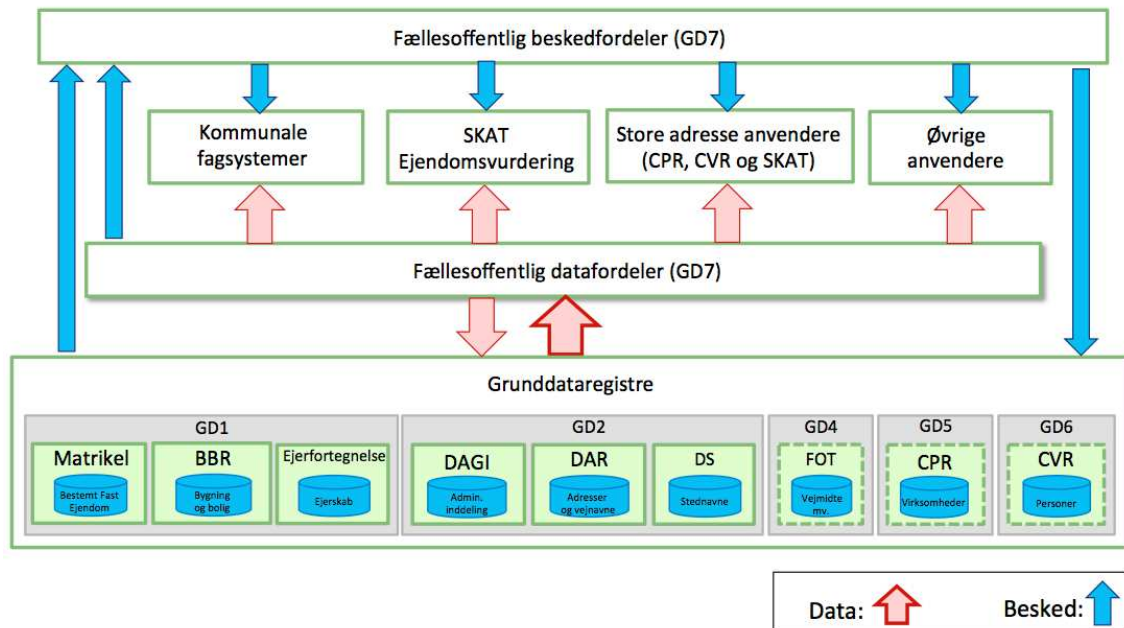 Fællesoffentlig beskedfordeler (GD7)
Kommunale
fagsystemer
SKAT
Ejendomsvurdering
Store adresse anvendere
(CPR, CVR og SKAT)
Øvrige
anvendere
Fællesoffentlig datafordeler (GD7)
Grunddataregistre
GD1
Matrikel
Bestemt Fast
Ejendom
BBR
Bygning
og bolig
Ejerfortegnelse
Ejerskab
GD2
DAGI
Admin.
inddeling
DAR
Adresser
og vejnavne
DS
Stednavne
GD4
FOT
Vejmidte
mv.
GD5
CPR
Virksomheder
GD6
CVR
Personer
Data:
Besked: